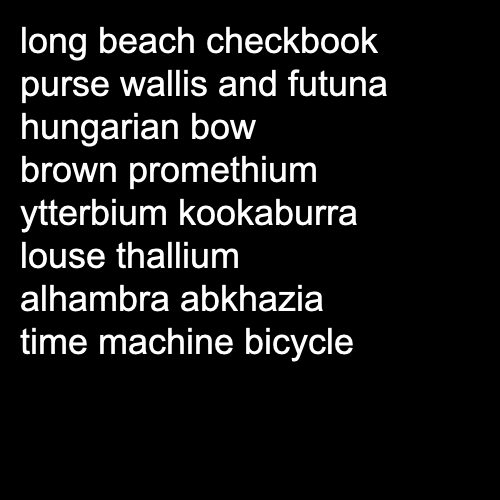 long beach checkbook
purse wallis and futuna
hungarian bow
brown promethium
ytterbium kookaburra
louse thallium
alhambra abkhazia
time machine bicycle